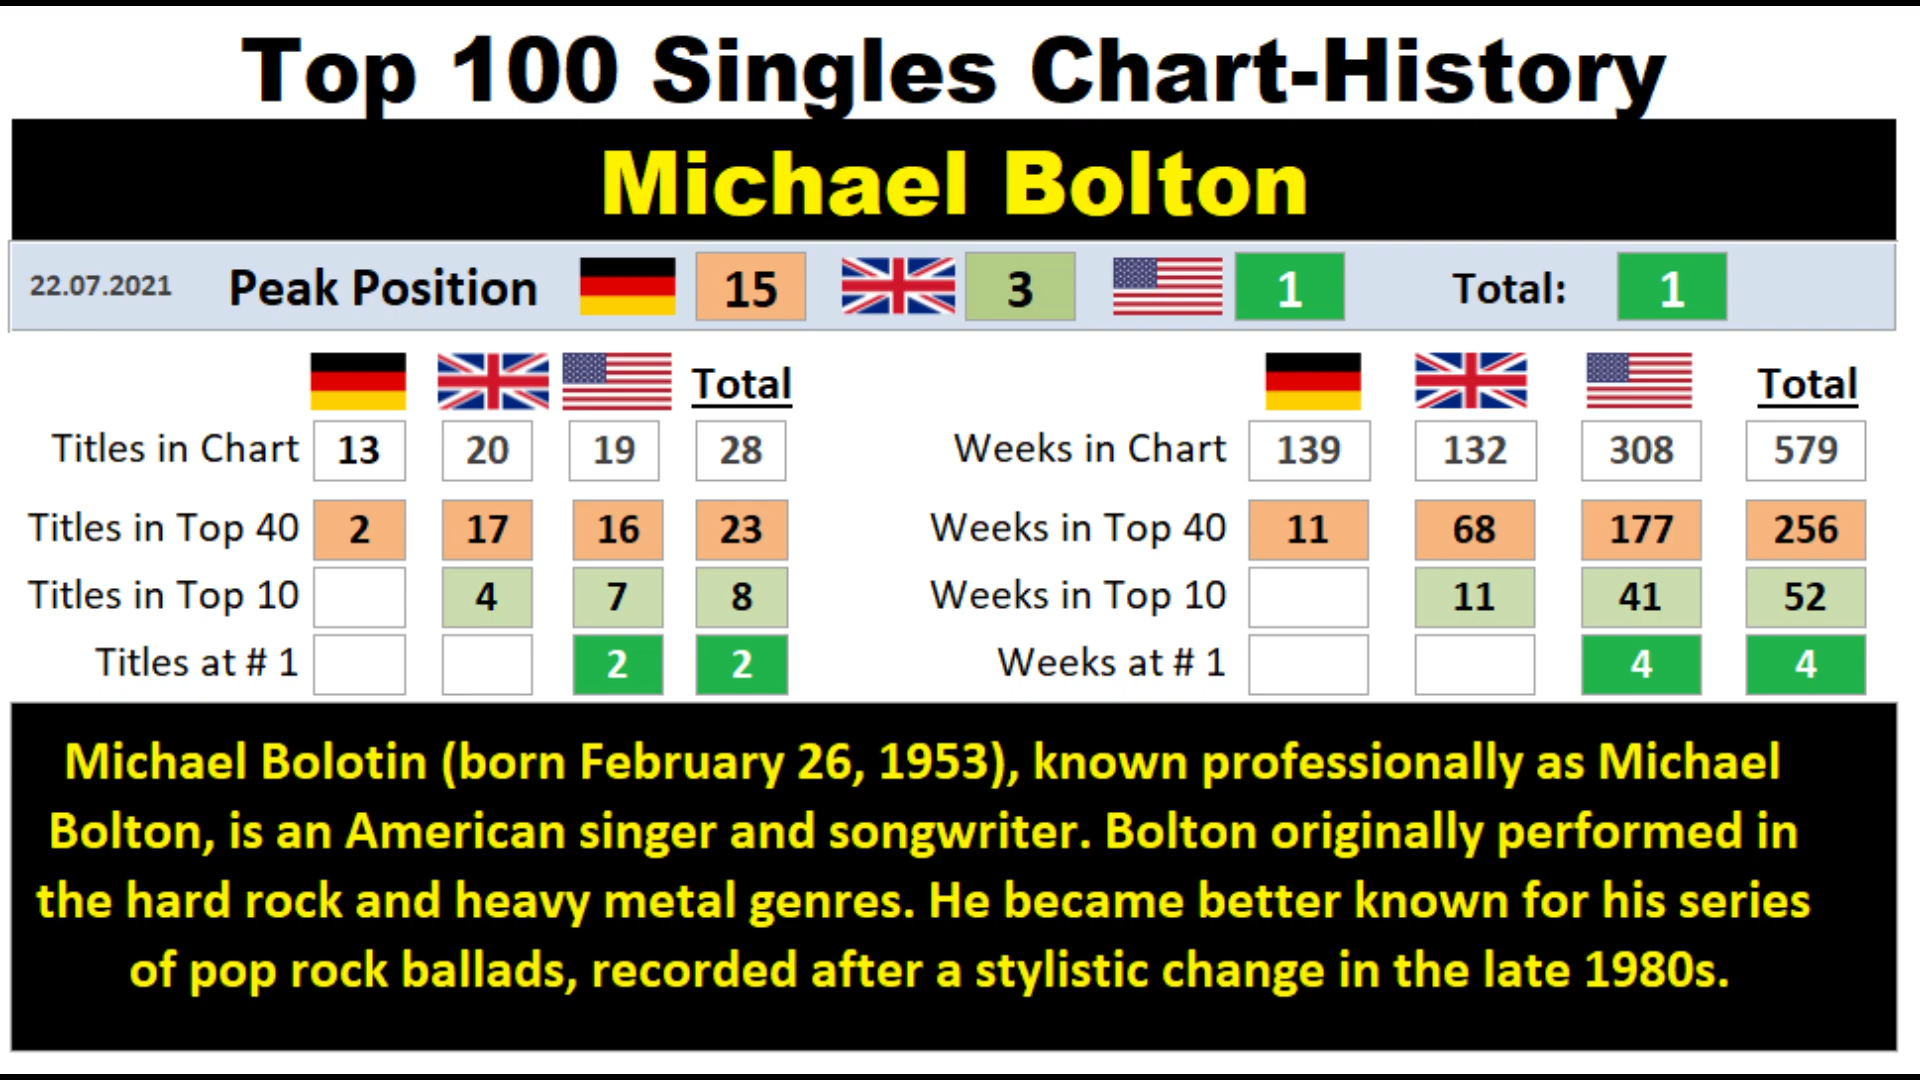 Top 100 Singles Chart-History
Michael Bolton
22.07.2021 Peak Position 15 3 1 Total: 1
Total Total
Titles in Chart 13 20 19 28 Weeks in Chart 139 132 308 579
Titles in Top 40 2 17 16 23 Weeks in Top 40 11 68 177 256
Titles in Top 10 4 7 8 Weeks in Top 10 11 41 52
Titles at # 1 2 2 Weeks at # 1 4 4
Michael Bolotin (born February 26, 1953), known professionally as Michael
Bolton, is an American singer and songwriter. Bolton originally performed in
the hard rock and heavy metal genres. He became better known for his series
of pop rock ballads, recorded after a stylistic change in the late 1980s.